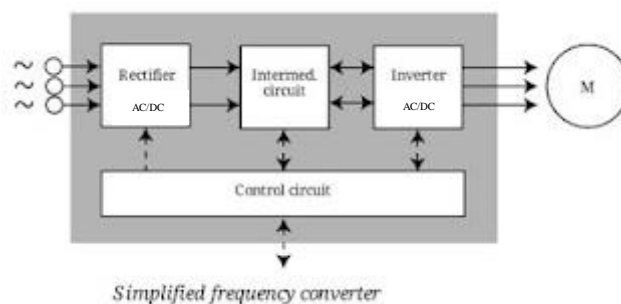 Rectifier
AC/DC
Intermed.
circuit
Inverter
AC/DC
M
Control circuit
Simplified frequency converter